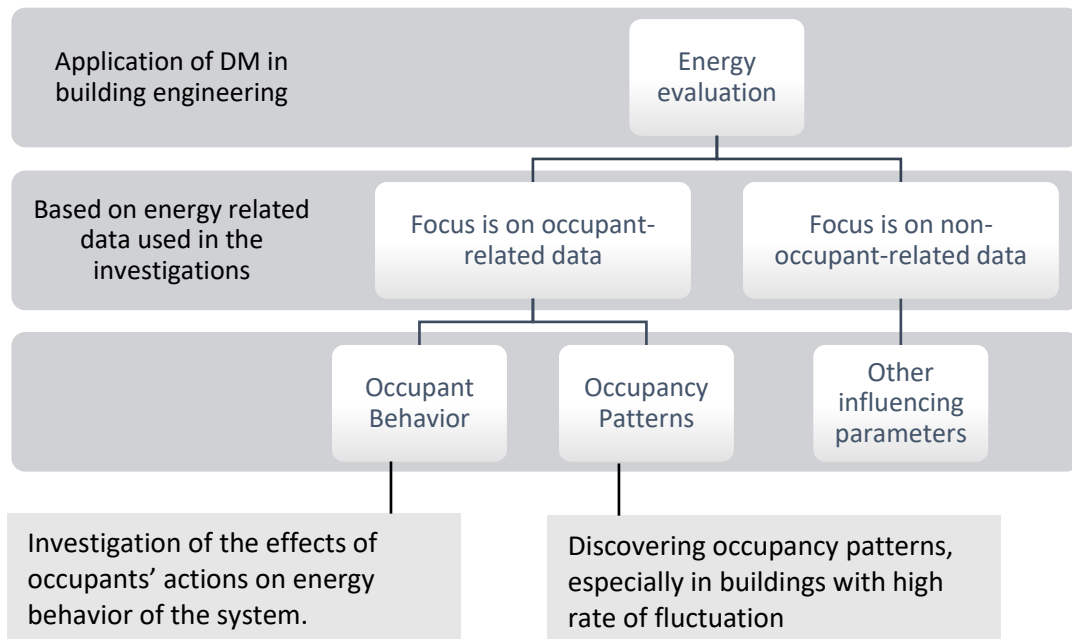 Application of DM in
building engineering
Energy
evaluation
Based on energy related
data used in the
investigations
Focus is on occupant-
related data
Focus is on non-
occupant-related data
Occupant
Behavior
Occupancy
Patterns
Other
influencing
parameters
Investigation of the effects of
occupants’ actions on energy
behavior of the system.
Discovering occupancy patterns,
especially in buildings with high
rate of fluctuation